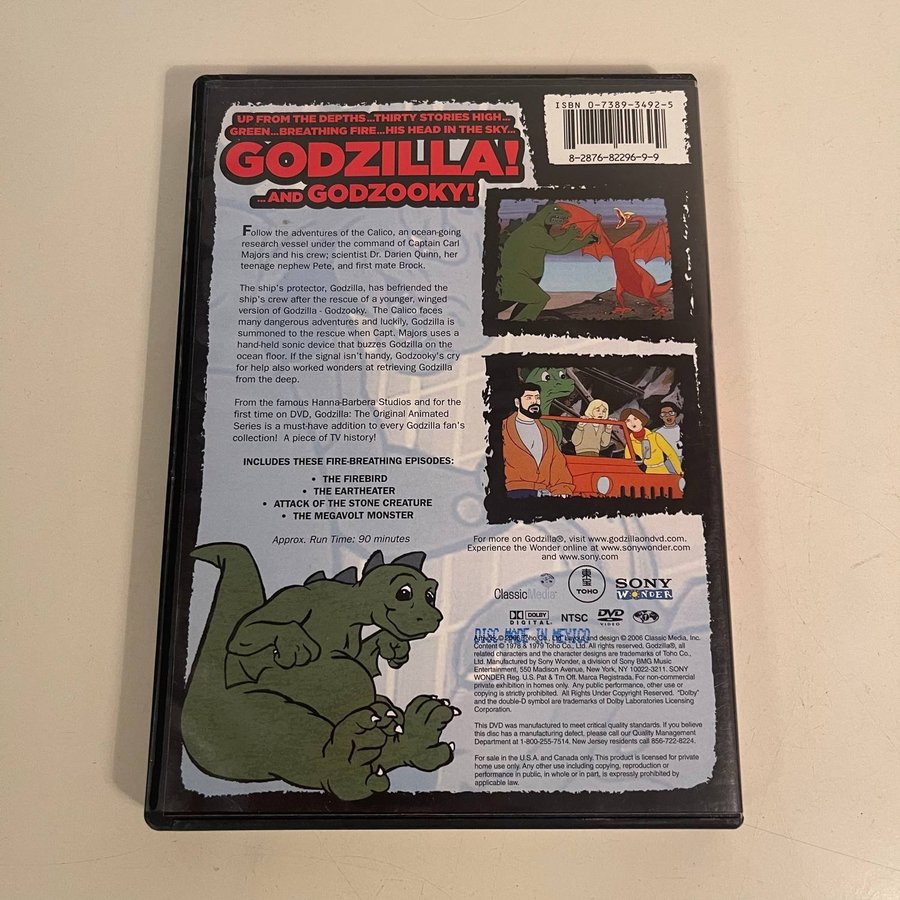 UP FROM THE DEPTHS...THIRTY STORIES HIGH...
GREEN...BREATHING FIRE...HIS HEAD IN THE SKY...
GODZILLA!
...AND GODZOOKY!
ISBN 0-7389-3492-5
8-2876-82296-9-9
Follow the adventures of the Calico, an ocean-going
research vessel under the command of Captain Carl
Majors and his crew; scientist Dr. Darien Quinn, her
teenage nephew Pete, and first mate Brock.
The ship's protector, Godzilla, has befriended the
ship's crew after the rescue of a younger, winged
version of Godzilla - Godzooky. The Calico faces
many dangerous adventures and luckily, Godzilla is
summoned to the rescue when Capt. Majors uses a
hand-held sonic device that buzzes Godzilla on the
ocean floor. If the signal isn't handy, Godzooky's cry
for help also worked wonders at retrieving Godzilla
from the deep.
From the famous Hanna-Barbera Studios and for the
first time on DVD, Godzilla: The Original Animated
Series is a must-have addition to every Godzilla fan's
collection! A piece of TV history!
INCLUDES THESE FIRE-BREATHING EPISODES:
• THE FIREBIRD
• THE EARTHEATER
• ATTACK OF THE STONE CREATURE
• THE MEGAVOLT MONSTER
Approx. Run Time: 90 minutes
For more on Godzilla®, visit www.godzillaondvd.com.
Experience the Wonder online at www.sonywonder.com
and www.sony.com
ClassicMedia
東宝
TOHO
SONY
WONDER
DOLBY
DIGITAL
NTSC
DVD
VIDEO
DISC MADE IN MEXICO
Artwork © 2006 Toho Co., Ltd. Layout and design © 2006 Classic Media, Inc.
Content © 1978 & 1979 Toho Co., Ltd. All rights reserved. Godzilla®, all
related characters and the character designs are trademarks of Toho Co.,
Ltd. Manufactured by Sony Wonder, a division of Sony BMG Music
Entertainment, 550 Madison Avenue, New York, NY 10022-3211. SONY
WONDER Reg. U.S. Pat & Tm Off. Marca Registrada. For non-commercial
private exhibition in homes only. Any public performance, other use or
copying is strictly prohibited. All Rights Under Copyright Reserved. "Dolby"
and the double-D symbol are trademarks of Dolby Laboratories Licensing
Corporation.
This DVD was manufactured to meet critical quality standards. If you believe
this disc has a manufacturing defect, please call our Quality Management
Department at 1-800-255-7514. New Jersey residents call 856-722-8224.
For sale in the U.S.A. and Canada only. This product is licensed for private
home use only. Any other use including copying, reproduction or
performance in public, in whole or in part, is expressly prohibited by
applicable law.